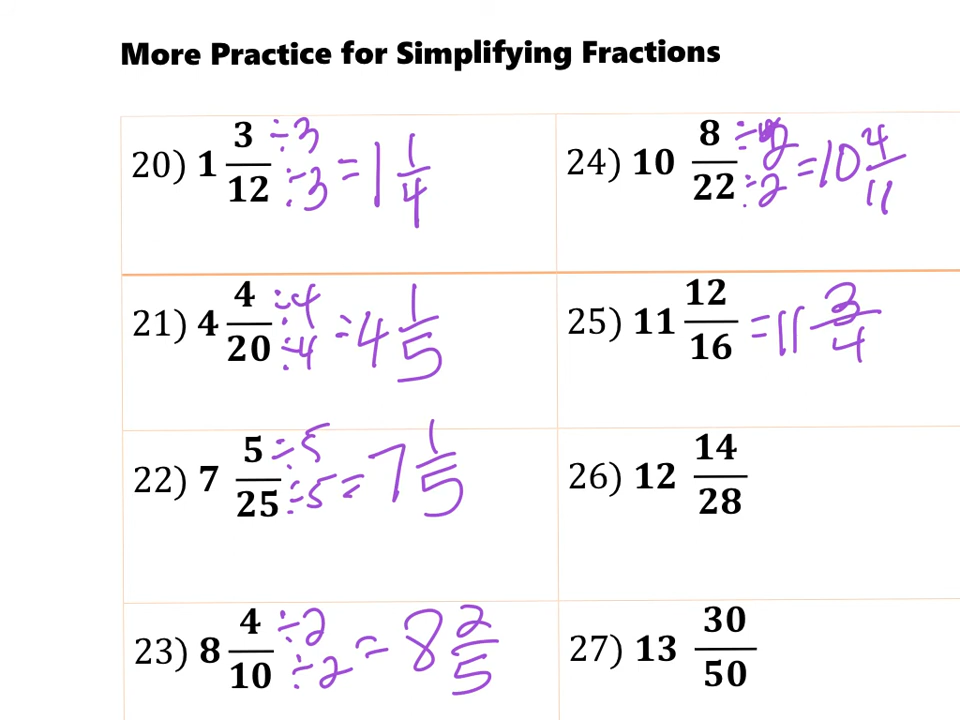 More Practice for Simplifying Fractions
20) 1 3/12 ÷3/÷3 = 1 1/4
21) 4 4/20 ÷4/÷4 = 4 1/5
22) 7 5/25 ÷5/÷5 = 7 1/5
23) 8 4/10 ÷2/÷2 = 8 2/5
24) 10 8/22 ÷2/÷2 = 10 4/11
25) 11 12/16 = 11 3/4
26) 12 14/28
27) 13 30/50